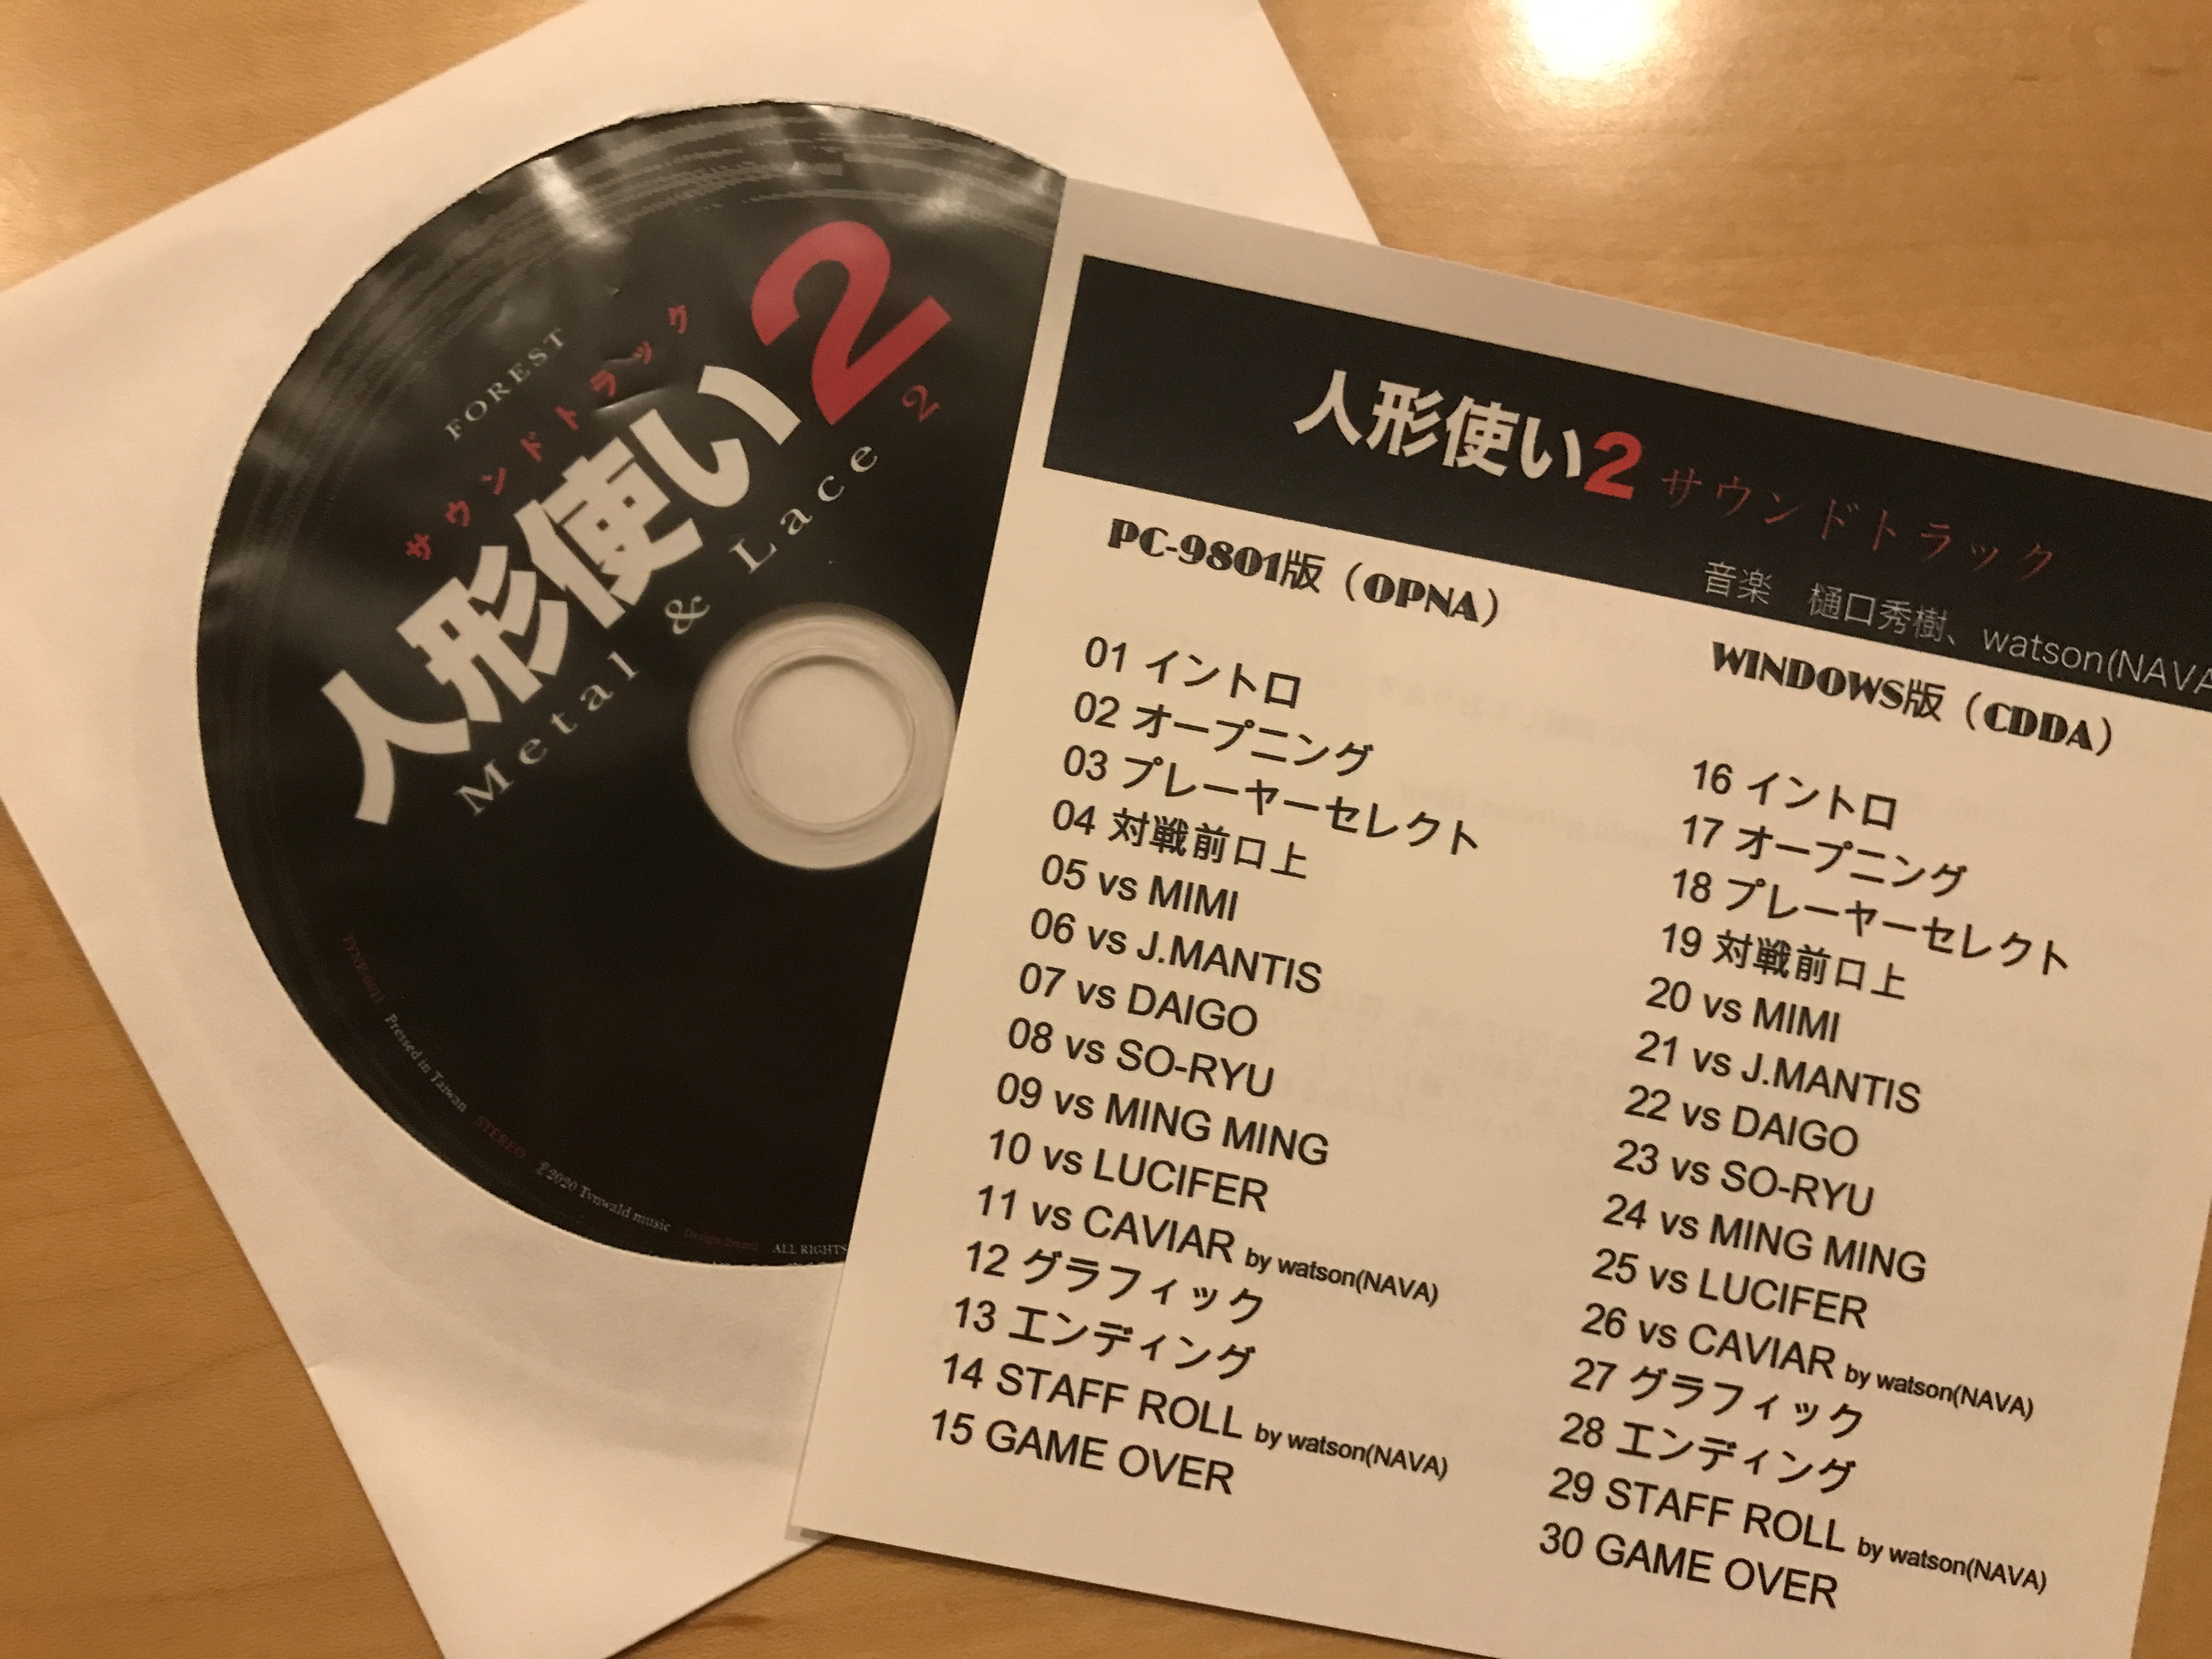 FOREST
サウンドトラック
人形使い2
Metal & Lace 2
Pressed in Taiwan STEREO ℗2020 Tynwald music
ALL RIGHTS
人形使い2 サウンドトラック
音楽 樋口秀樹、watson(NAVA
PC-9801版（OPNA）
01 イントロ
02 オープニング
03 プレーヤーセレクト
04 対戦前口上
05 vs MIMI
06 vs J.MANTIS
07 vs DAIGO
08 vs SO-RYU
09 vs MING MING
10 vs LUCIFER
11 vs CAVIAR by watson(NAVA)
12 グラフィック
13 エンディング
14 STAFF ROLL by watson(NAVA)
15 GAME OVER
WINDOWS版（CDDA）
16 イントロ
17 オープニング
18 プレーヤーセレクト
19 対戦前口上
20 vs MIMI
21 vs J.MANTIS
22 vs DAIGO
23 vs SO-RYU
24 vs MING MING
25 vs LUCIFER
26 vs CAVIAR by watson(NAVA)
27 グラフィック
28 エンディング
29 STAFF ROLL by watson(NAVA)
30 GAME OVER